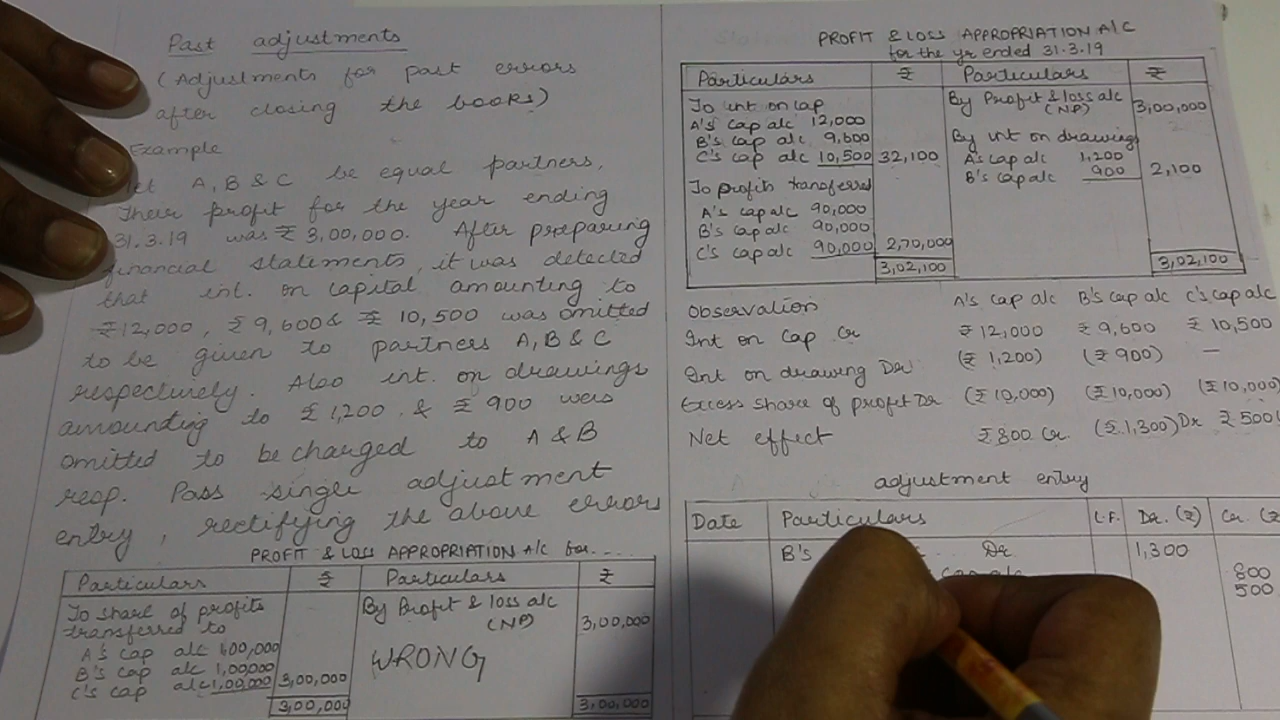 Past adjustments
(Adjustments for past errors
after closing the books)
Example
A, B & C be equal partners.
Their profit for the year ending
31.3.19 was ₹ 3,00,000. After preparing
financial statements, it was detected
that int. on capital amounting to
₹12,000, ₹ 9,600 & ₹ 10,500 was omitted
to be given to partners A, B & C
respectively. Also int. on drawings
amounting to ₹ 1,200 & ₹ 900 were
omitted to be charged to A & B
resp. Pass single adjustment
entry, rectifying the above errors
PROFIT & LOSS APPROPRIATION A/c for....
Particulars ₹ Particulars ₹
To share of profits By Profit & loss a/c
transferred to (NP) 3,00,000
A's cap a/c 600,000
B's cap a/c 1,00,000 WRONG
C's cap a/c 1,00,000 3,00,000
3,00,000 3,00,000
PROFIT & LOSS APPROPRIATION A/C
for the yr ended 31.3.19
Particulars ₹ Particulars ₹
To int on cap By Profit & loss a/c
A's cap a/c 12,000 (NP) 3,00,000
B's cap a/c 9,600 By int on drawings
C's cap a/c 10,500 32,100 A's cap a/c 1,200
To profits transferred B's cap a/c 900 2,100
A's cap a/c 90,000
B's cap a/c 90,000
C's cap a/c 90,000 2,70,000
3,02,100 3,02,100
Observation A's cap a/c B's cap a/c C's cap a/c
Int on cap Cr ₹ 12,000 ₹ 9,600 ₹ 10,500
Int on drawing Dr (₹ 1,200) (₹ 900) —
Excess share of profit Dr (₹ 10,000) (₹ 10,000) (₹ 10,000)
Net effect ₹ 800 Cr. (₹ 1,300) Dr ₹ 500
adjustment entry
Date Particulars L.F. Dr. (₹) Cr. (₹
B's Dr. 1,300
cap a/c 800
500